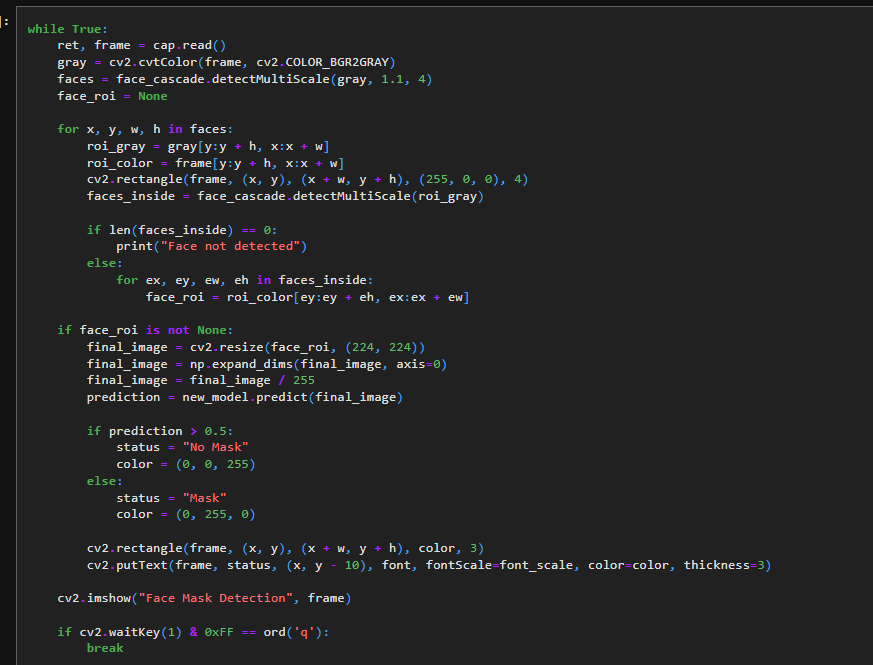 ]:
while True:
    ret, frame = cap.read()
    gray = cv2.cvtColor(frame, cv2.COLOR_BGR2GRAY)
    faces = face_cascade.detectMultiScale(gray, 1.1, 4)
    face_roi = None

    for x, y, w, h in faces:
        roi_gray = gray[y:y + h, x:x + w]
        roi_color = frame[y:y + h, x:x + w]
        cv2.rectangle(frame, (x, y), (x + w, y + h), (255, 0, 0), 4)
        faces_inside = face_cascade.detectMultiScale(roi_gray)

        if len(faces_inside) == 0:
            print("Face not detected")
        else:
            for ex, ey, ew, eh in faces_inside:
                face_roi = roi_color[ey:ey + eh, ex:ex + ew]

    if face_roi is not None:
        final_image = cv2.resize(face_roi, (224, 224))
        final_image = np.expand_dims(final_image, axis=0)
        final_image = final_image / 255
        prediction = new_model.predict(final_image)

        if prediction > 0.5:
            status = "No Mask"
            color = (0, 0, 255)
        else:
            status = "Mask"
            color = (0, 255, 0)

        cv2.rectangle(frame, (x, y), (x + w, y + h), color, 3)
        cv2.putText(frame, status, (x, y - 10), font, fontScale=font_scale, color=color, thickness=3)

    cv2.imshow("Face Mask Detection", frame)

    if cv2.waitKey(1) & 0xFF == ord('q'):
        break